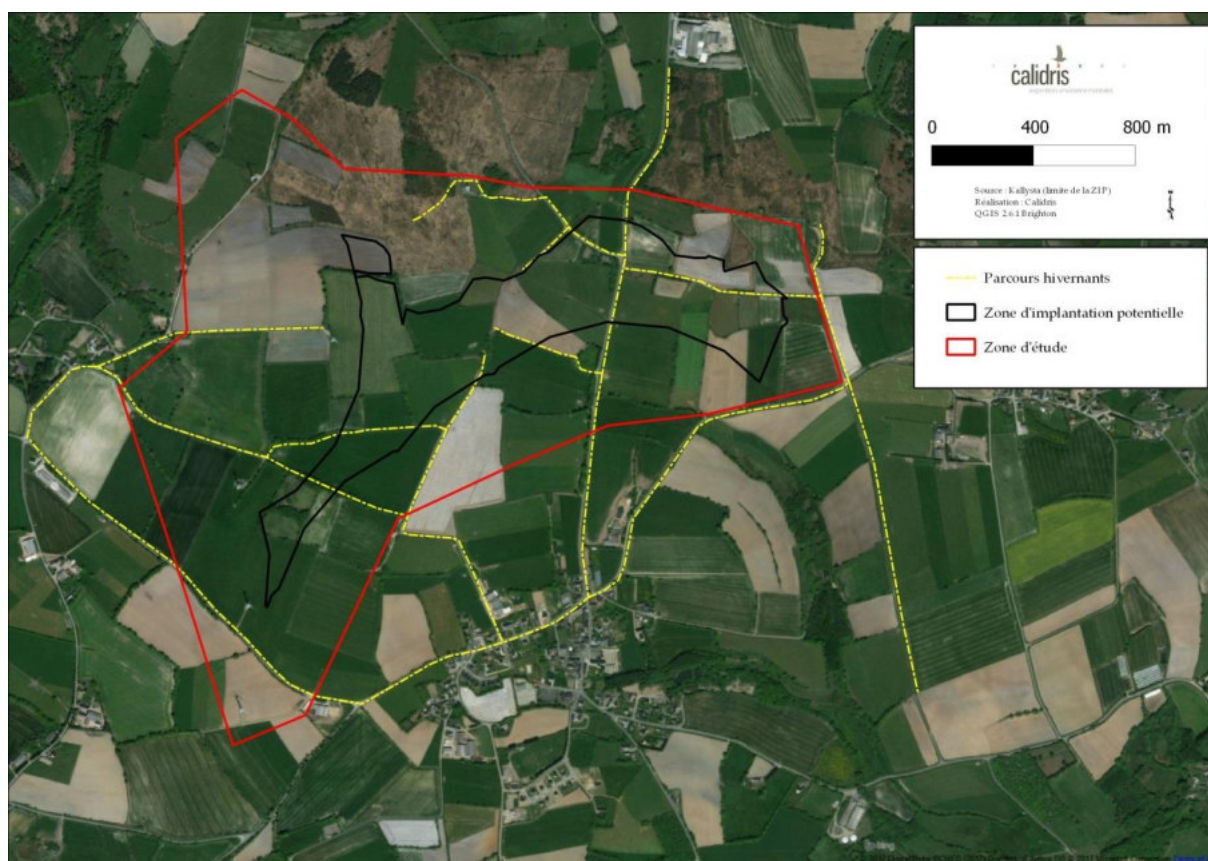 calidris
0 400 800 m
Source : Kallysta (limite de la ZIP)
Réalisation : Calidris
QGIS 2.6.1 Brighton
Parcours hivernants
Zone d'implantation potentielle
Zone d'étude